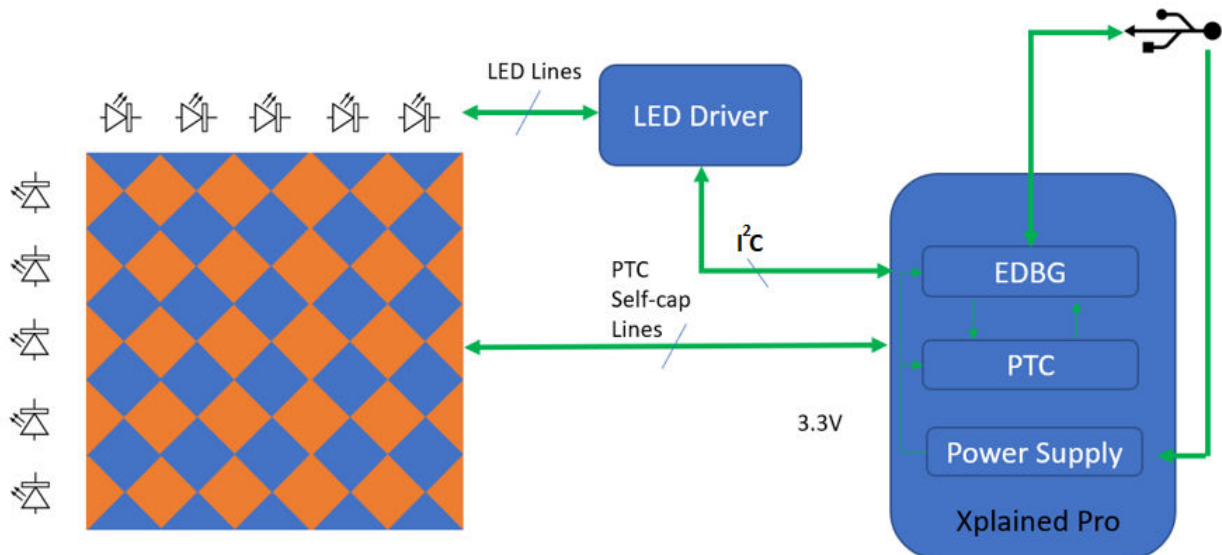 LED Lines
LED Driver
I²C
PTC
Self-cap
Lines
EDBG
PTC
3.3V
Power Supply
Xplained Pro